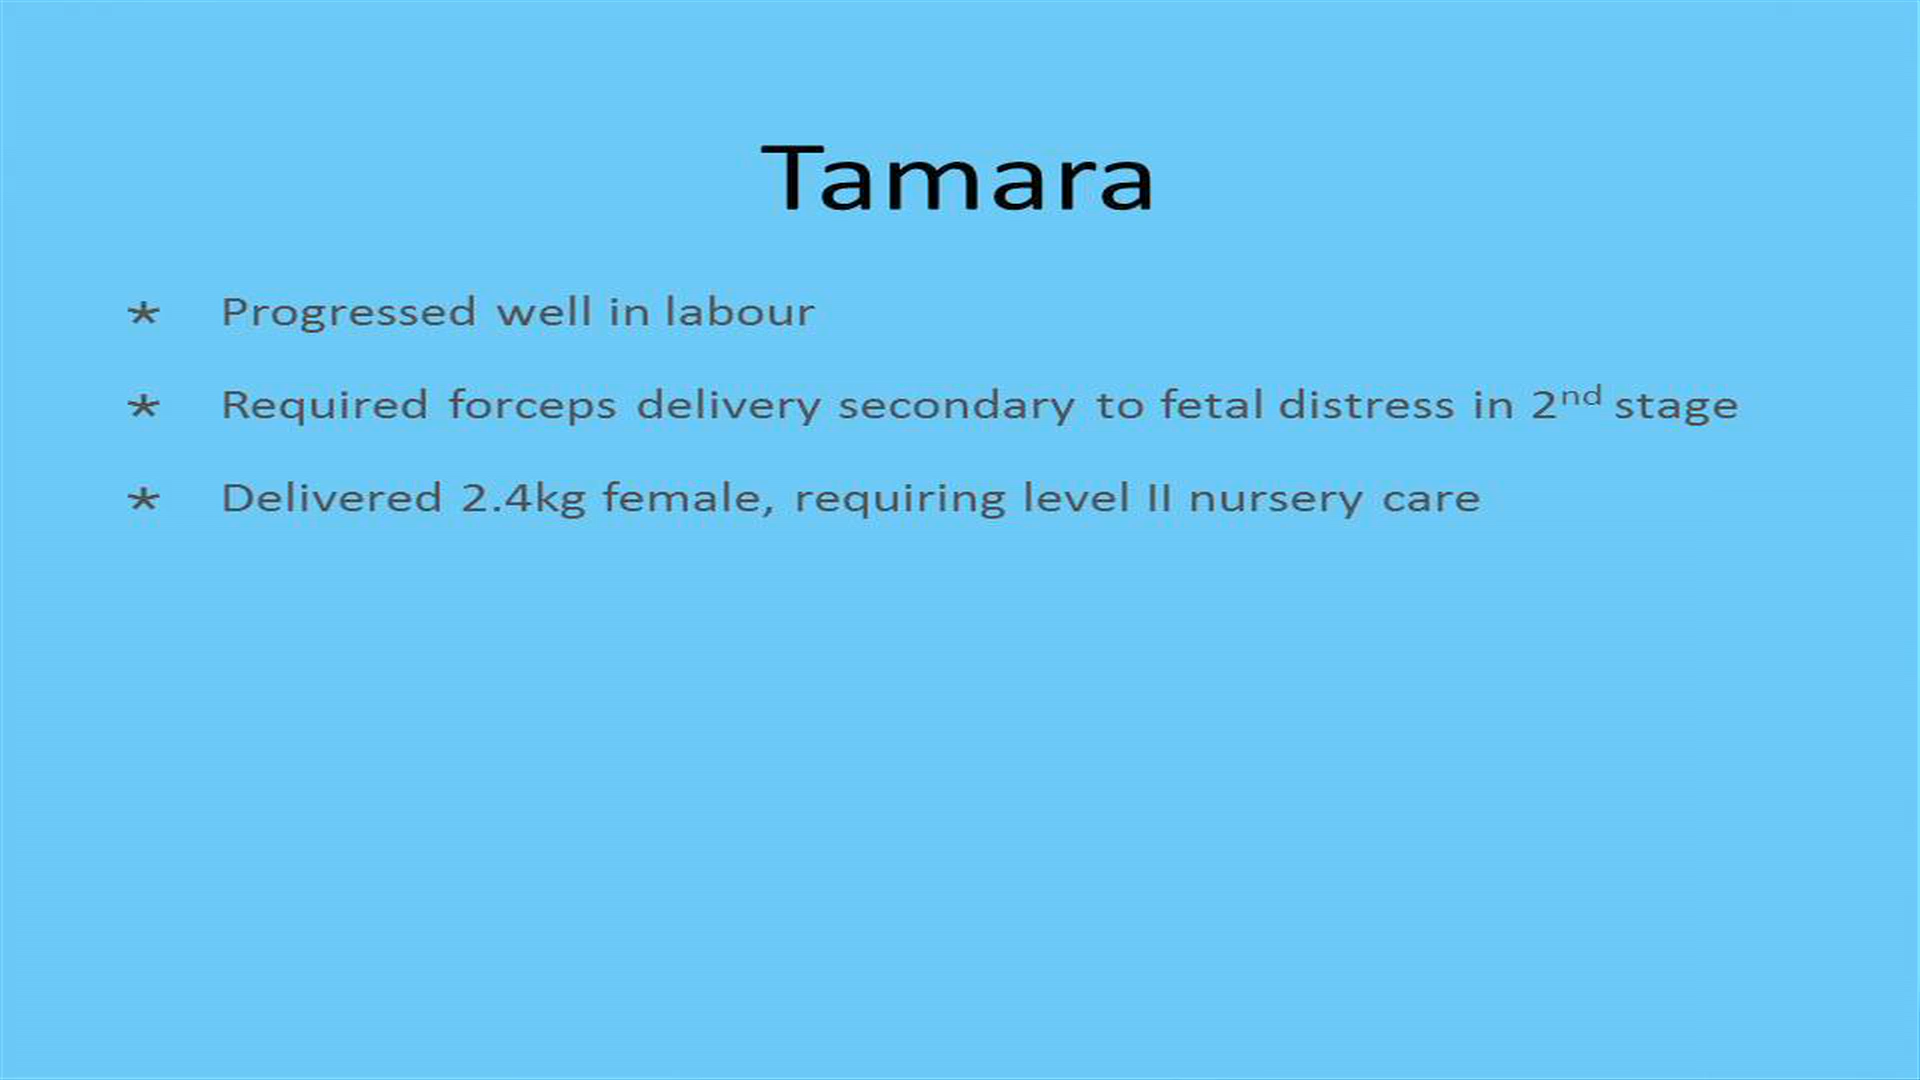 Tamara
* Progressed well in labour
* Required forceps delivery secondary to fetal distress in 2nd stage
* Delivered 2.4kg female, requiring level II nursery care